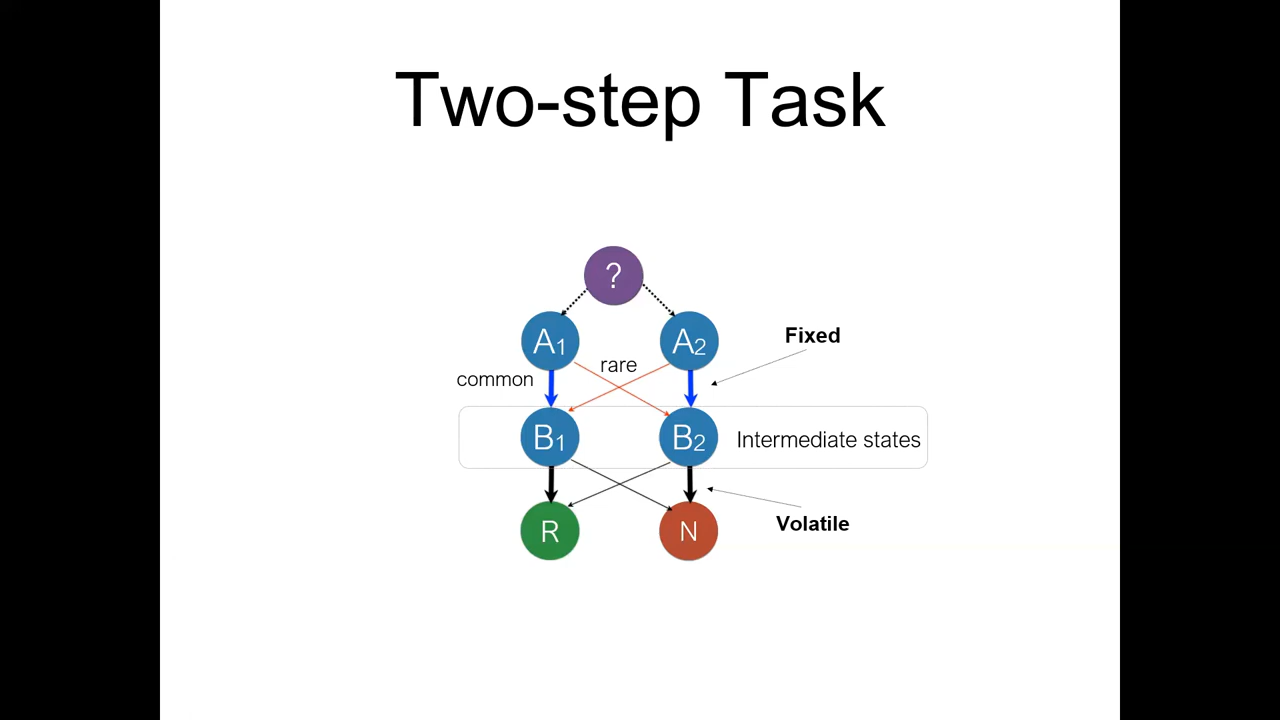 Two-step Task
?
A1
A2
Fixed
rare
common
B1
B2
Intermediate states
R
N
Volatile